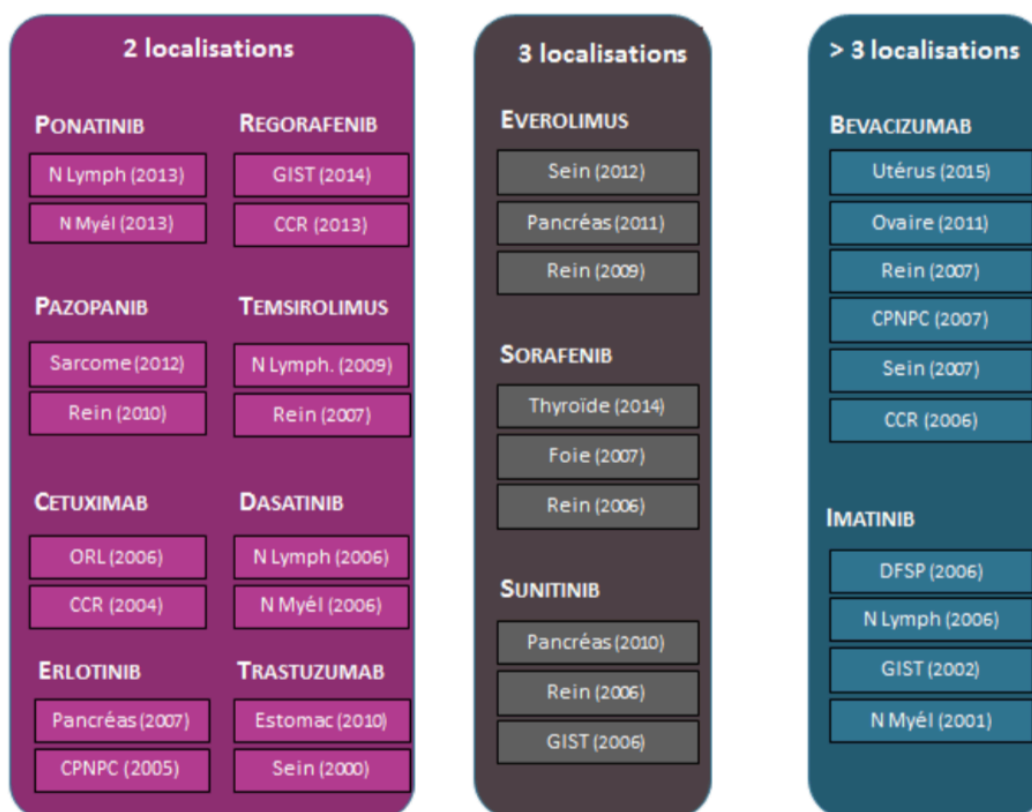 2 localisations
PONATINIB
N Lymph (2013)
N Myél (2013)
REGORAFENIB
GIST (2014)
CCR (2013)
PAZOPANIB
Sarcome (2012)
Rein (2010)
TEMSIROLIMUS
N Lymph. (2009)
Rein (2007)
CETUXIMAB
ORL (2006)
CCR (2004)
DASATINIB
N Lymph (2006)
N Myél (2006)
ERLOTINIB
Pancréas (2007)
CPNPC (2005)
TRASTUZUMAB
Estomac (2010)
Sein (2000)
3 localisations
EVEROLIMUS
Sein (2012)
Pancréas (2011)
Rein (2009)
SORAFENIB
Thyroïde (2014)
Foie (2007)
Rein (2006)
SUNITINIB
Pancréas (2010)
Rein (2006)
GIST (2006)
> 3 localisations
BEVACIZUMAB
Utérus (2015)
Ovaire (2011)
Rein (2007)
CPNPC (2007)
Sein (2007)
CCR (2006)
IMATINIB
DFSP (2006)
N Lymph (2006)
GIST (2002)
N Myél (2001)